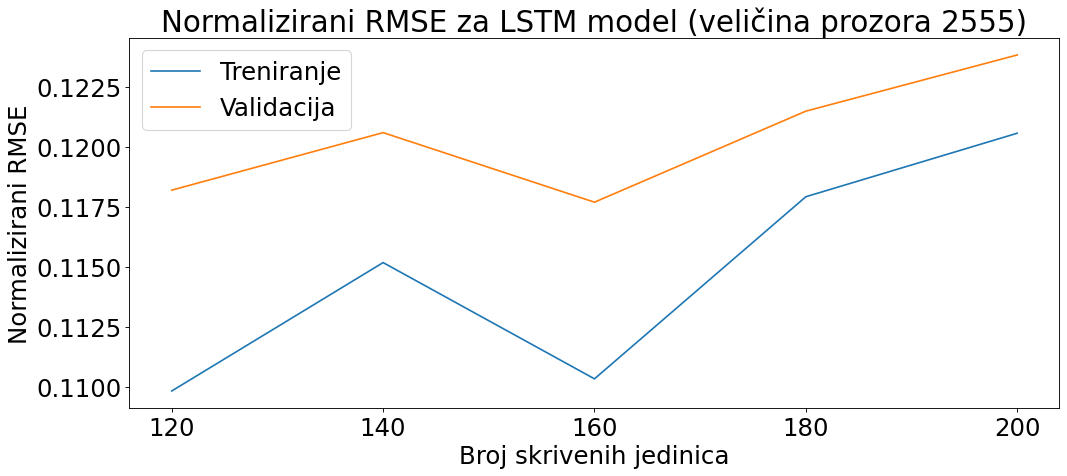 Normalizirani RMSE za LSTM model (veličina prozora 2555)
Treniranje
Validacija
Normalizirani RMSE
0.1225
0.1200
0.1175
0.1150
0.1125
0.1100
120 140 160 180 200
Broj skrivenih jedinica